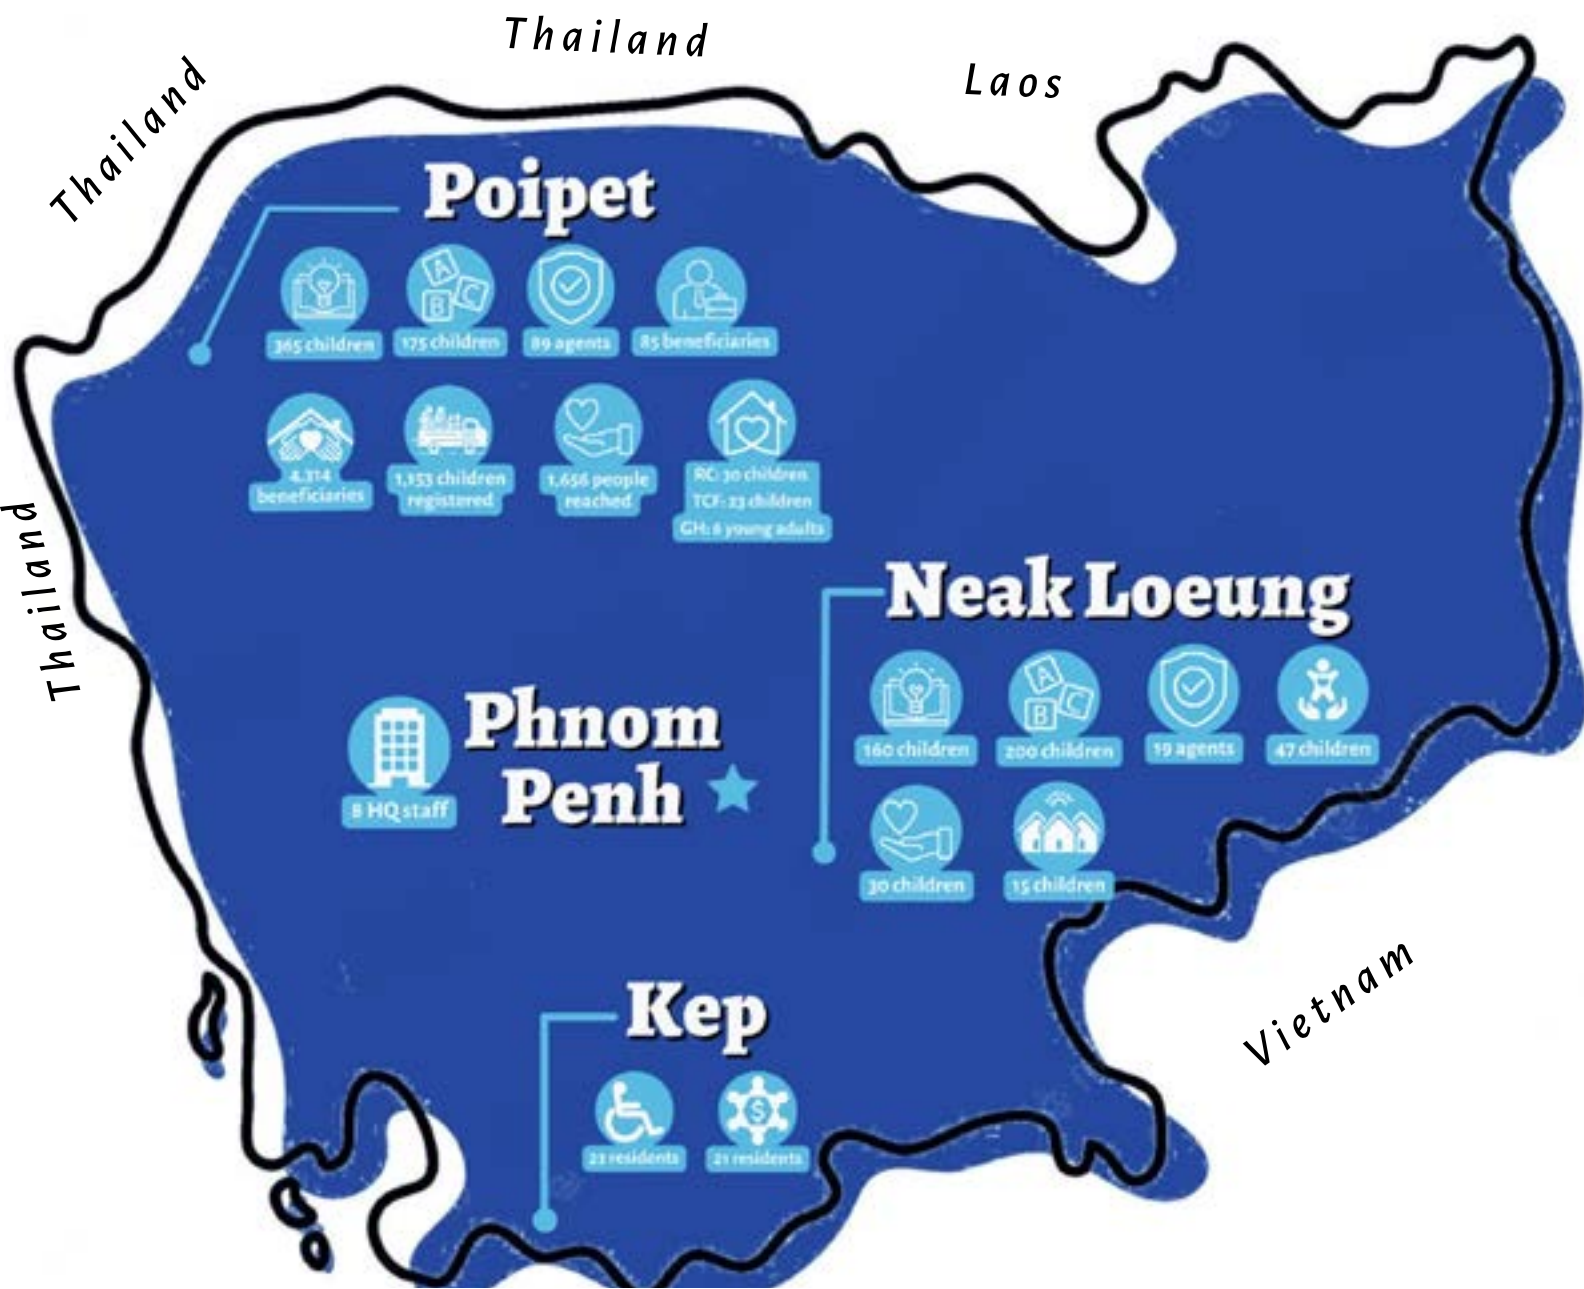 Thailand
Thailand
Laos
Poipet
A
B
C
365 children
175 children
89 agents
85 beneficiaries
4,314
beneficiaries
1,153 children
registered
1,656 people
reached
RC: 30 children
TCF: 23 children
GH: 6 young adults
Thailand
Neak Loeung
A
B
C
160 children
200 children
19 agents
47 children
30 children
15 children
Phnom
Penh
8 HQ staff
Vietnam
Kep
$
23 residents
21 residents